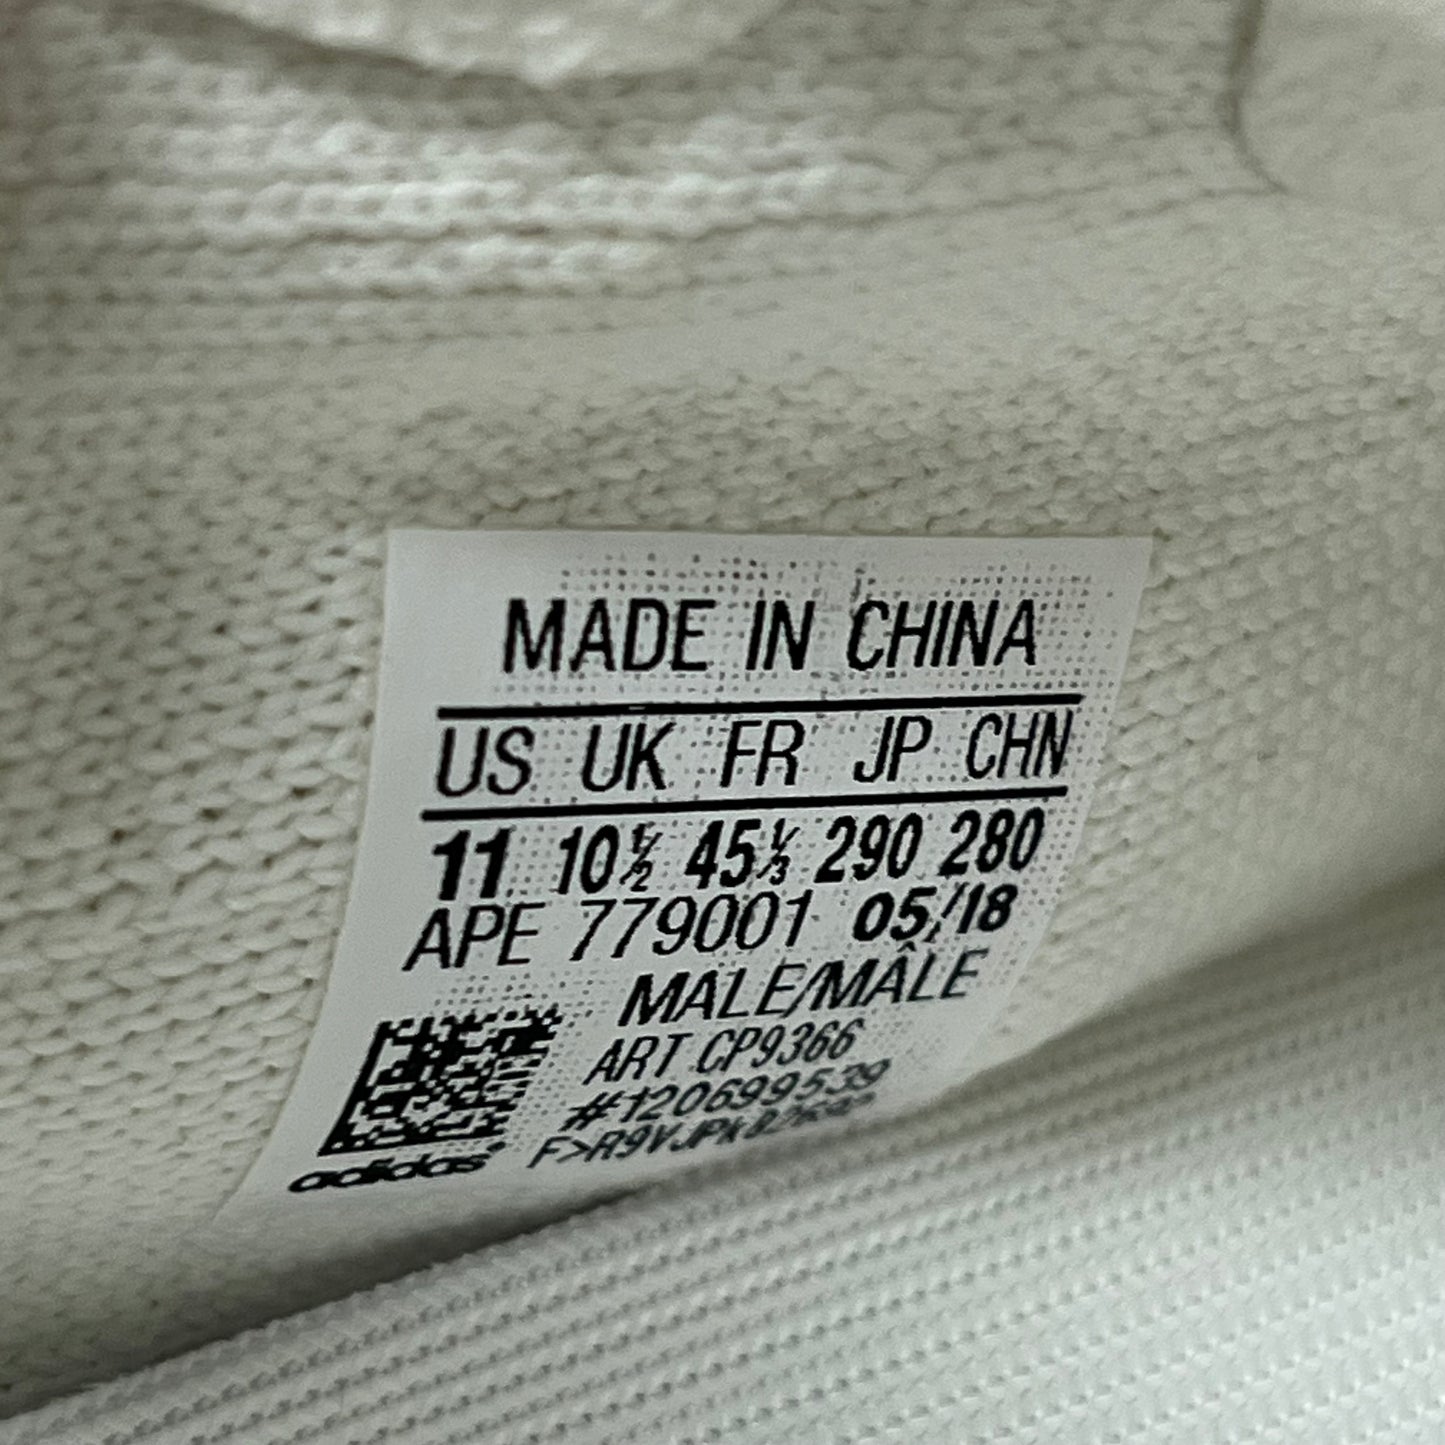 MADE IN CHINA
US UK FR JP CHN
11 10½ 45⅓ 290 280
APE 779001 05/18
MALE/MÂLE
ART CP9366
#120699539
adidas